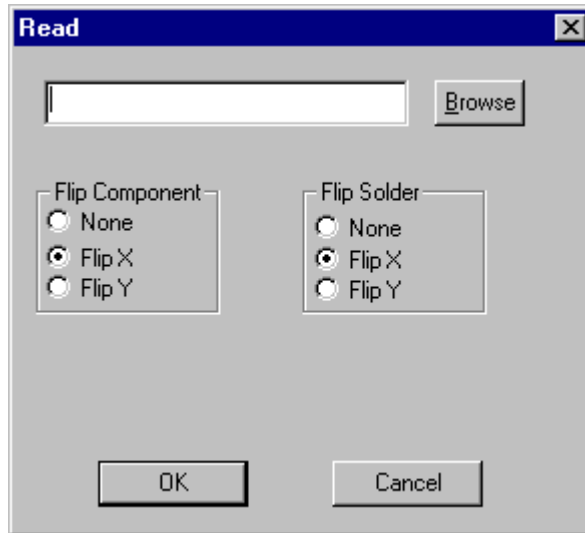 Read
Browse
Flip Component
None
Flip X
Flip Y
Flip Solder
None
Flip X
Flip Y
OK
Cancel